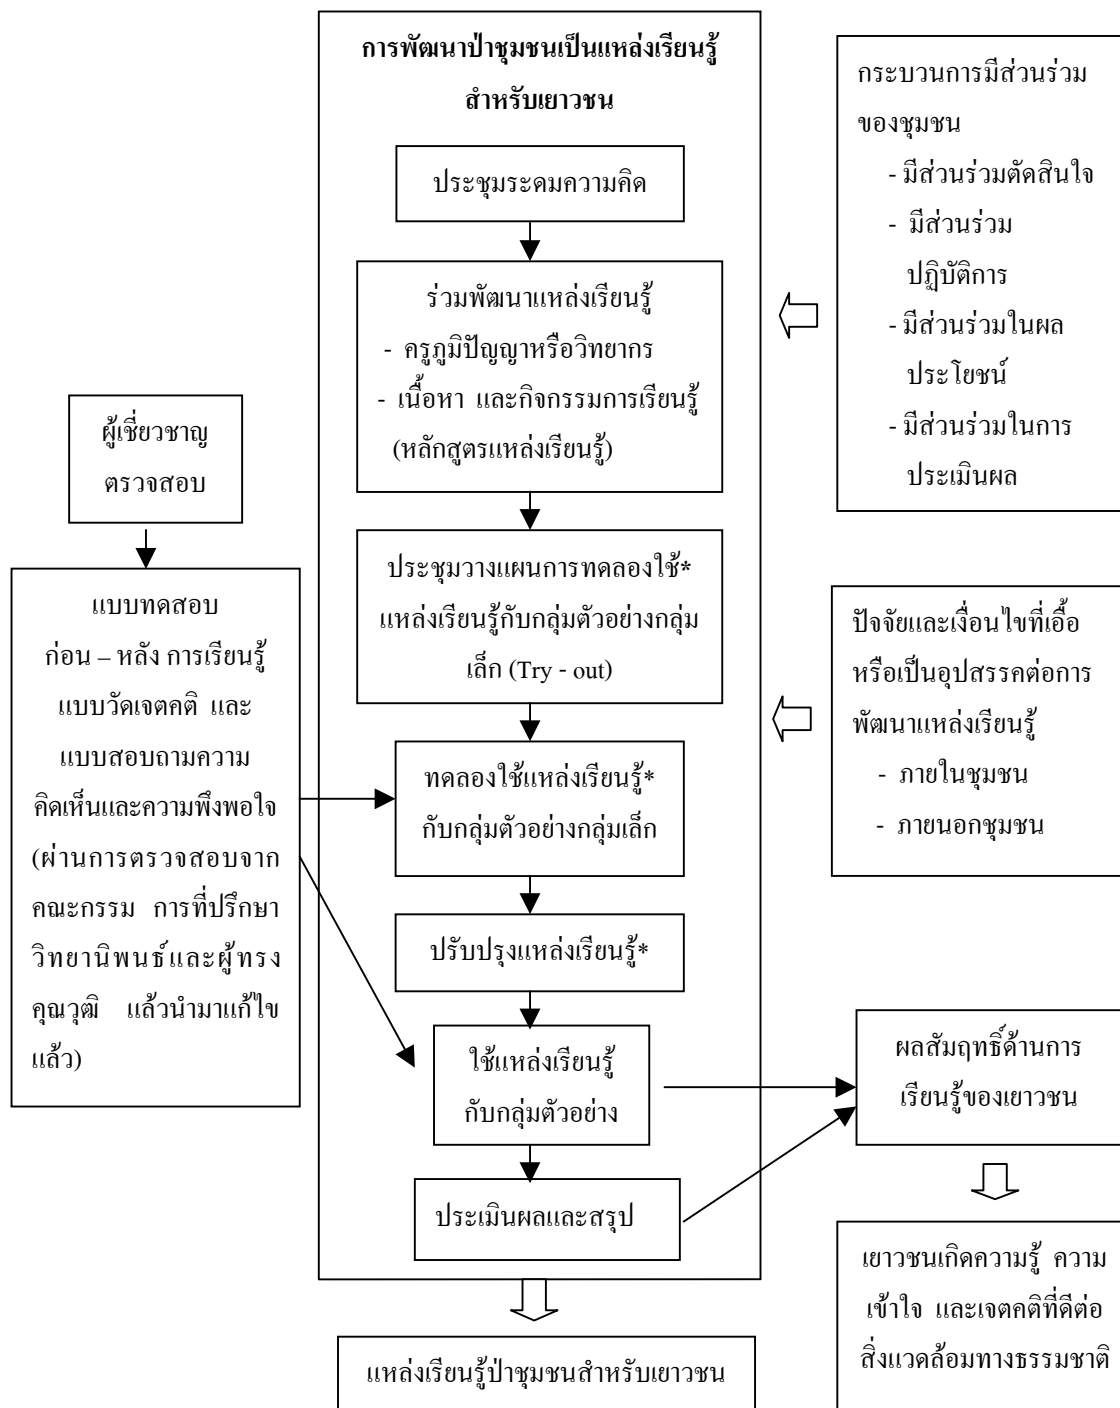 การพัฒนาป่าชุมชนเป็นแหล่งเรียนรู้
สำหรับเยาวชน
ประชุมระดมความคิด
ร่วมพัฒนาแหล่งเรียนรู้
- ครูภูมิปัญญาหรือวิทยากร
- เนื้อหา และกิจกรรมการเรียนรู้
(หลักสูตรแหล่งเรียนรู้)
ประชุมวางแผนการทดลองใช้*
แหล่งเรียนรู้กับกลุ่มตัวอย่างกลุ่ม
เล็ก (Try - out)
ทดลองใช้แหล่งเรียนรู้*
กับกลุ่มตัวอย่างกลุ่มเล็ก
ปรับปรุงแหล่งเรียนรู้*
ใช้แหล่งเรียนรู้
กับกลุ่มตัวอย่าง
ประเมินผลและสรุป
แหล่งเรียนรู้ป่าชุมชนสำหรับเยาวชน
ผู้เชี่ยวชาญ
ตรวจสอบ
แบบทดสอบ
ก่อน – หลัง การเรียนรู้
แบบวัดเจตคติ และ
แบบสอบถามความ
คิดเห็นและความพึงพอใจ
(ผ่านการตรวจสอบจาก
คณะกรรม การที่ปรึกษา
วิทยานิพนธ์และผู้ทรง
คุณวุฒิ แล้วนำมาแก้ไข
แล้ว)
กระบวนการมีส่วนร่วม
ของชุมชน
- มีส่วนร่วมตัดสินใจ
- มีส่วนร่วม
ปฏิบัติการ
- มีส่วนร่วมในผล
ประโยชน์
- มีส่วนร่วมในการ
ประเมินผล
ปัจจัยและเงื่อนไขที่เอื้อ
หรือเป็นอุปสรรคต่อการ
พัฒนาแหล่งเรียนรู้
- ภายในชุมชน
- ภายนอกชุมชน
ผลสัมฤทธิ์ด้านการ
เรียนรู้ของเยาวชน
เยาวชนเกิดความรู้ ความ
เข้าใจ และเจตคติที่ดีต่อ
สิ่งแวดล้อมทางธรรมชาติ